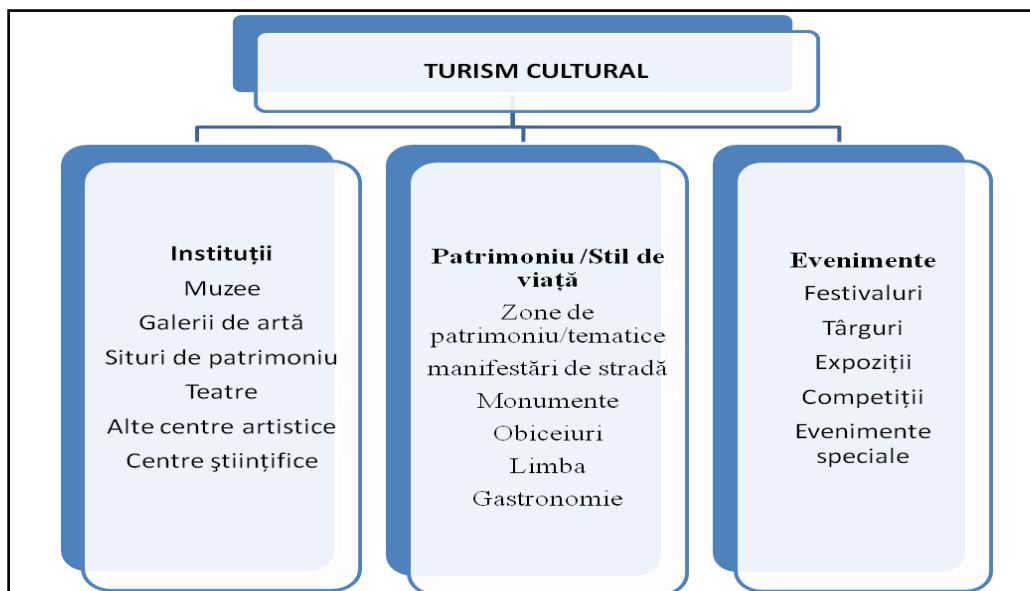 TURISM CULTURAL
Instituții
Muzee
Galerii de artă
Situri de patrimoniu
Teatre
Alte centre artistice
Centre științifice
Patrimoniu /Stil de
viață
Zone de
patrimoniu/tematice
manifestări de stradă
Monumente
Obiceiuri
Limba
Gastronomie
Evenimente
Festivaluri
Târguri
Expoziții
Competiții
Evenimente
speciale